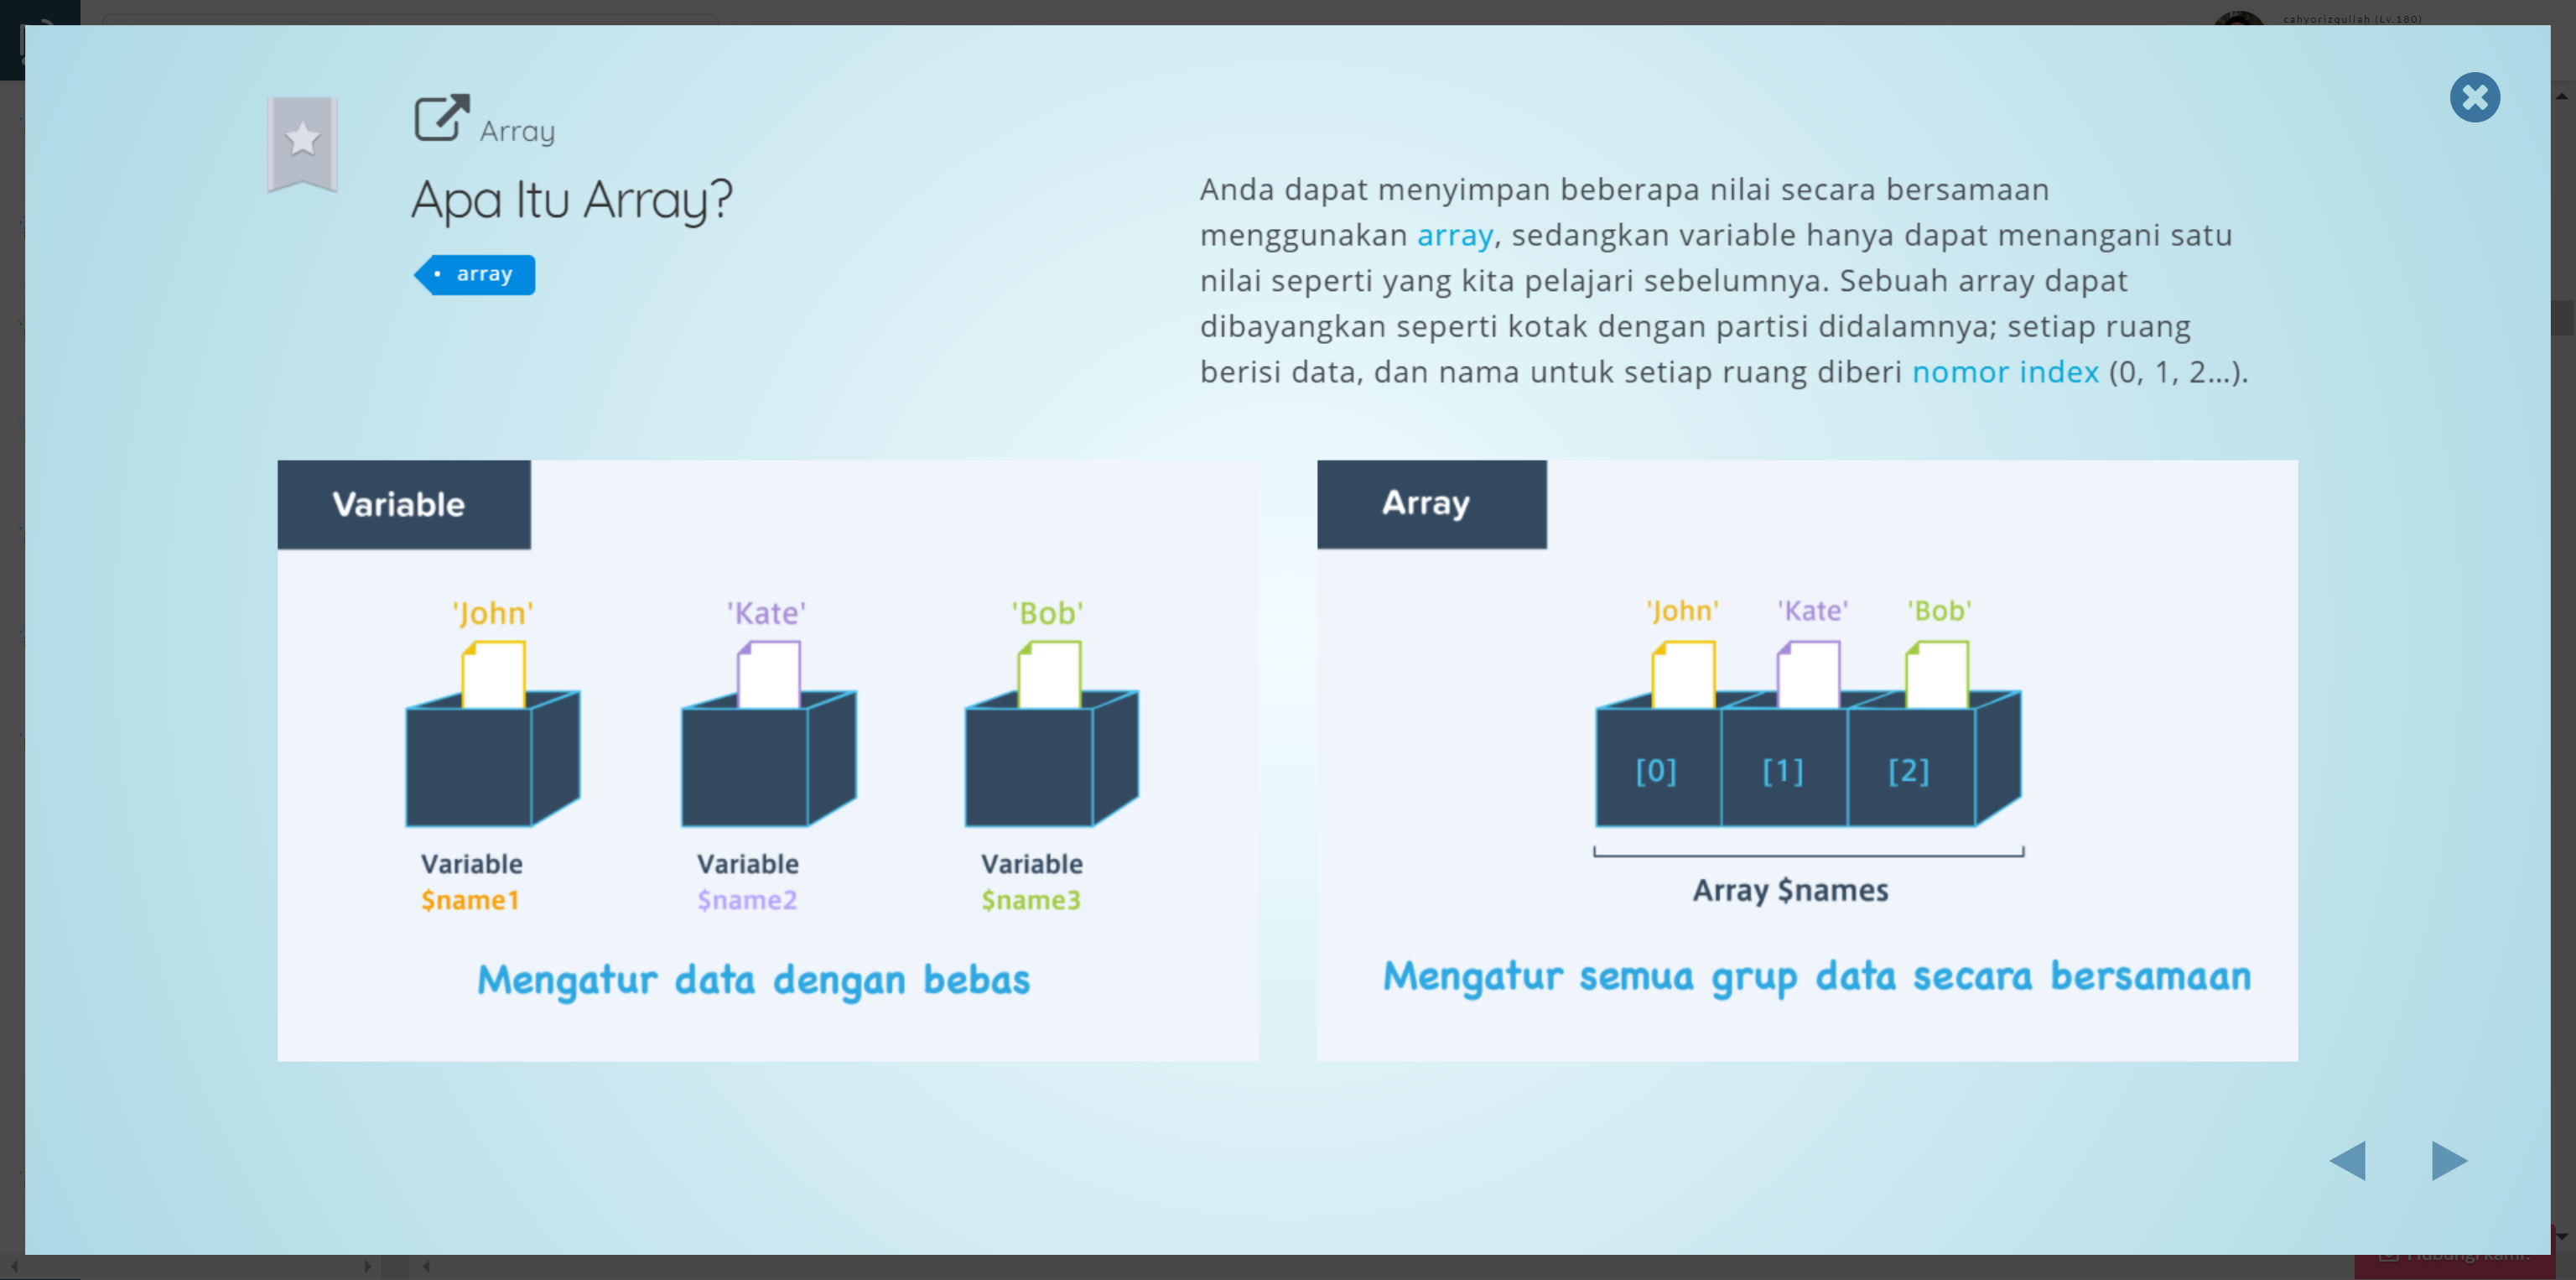 cahyorizqullah (Lv.180)
Array
Apa Itu Array?
array
Anda dapat menyimpan beberapa nilai secara bersamaan
menggunakan array, sedangkan variable hanya dapat menangani satu
nilai seperti yang kita pelajari sebelumnya. Sebuah array dapat
dibayangkan seperti kotak dengan partisi didalamnya; setiap ruang
berisi data, dan nama untuk setiap ruang diberi nomor index (0, 1, 2...).
Variable
'John' 'Kate' 'Bob'
Variable Variable Variable
$name1 $name2 $name3
Mengatur data dengan bebas
Array
'John' 'Kate' 'Bob'
[0] [1] [2]
Array $names
Mengatur semua grup data secara bersamaan